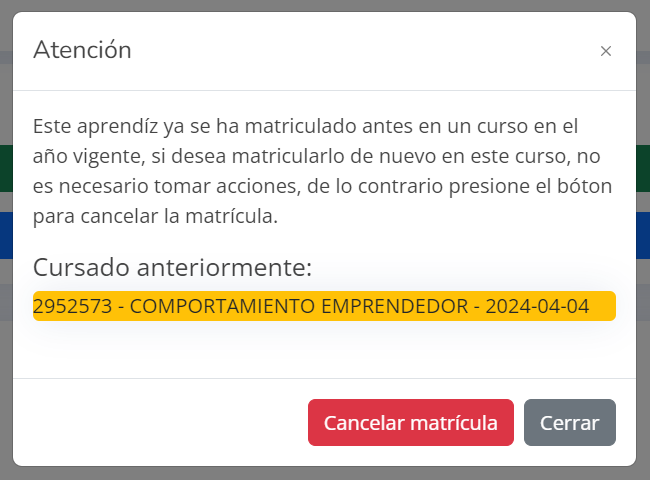 Atención
×
Este aprendíz ya se ha matriculado antes en un curso en el
año vigente, si desea matricularlo de nuevo en este curso, no
es necesario tomar acciones, de lo contrario presione el bóton
para cancelar la matrícula.
Cursado anteriormente:
2952573 - COMPORTAMIENTO EMPRENDEDOR - 2024-04-04
Cancelar matrícula
Cerrar